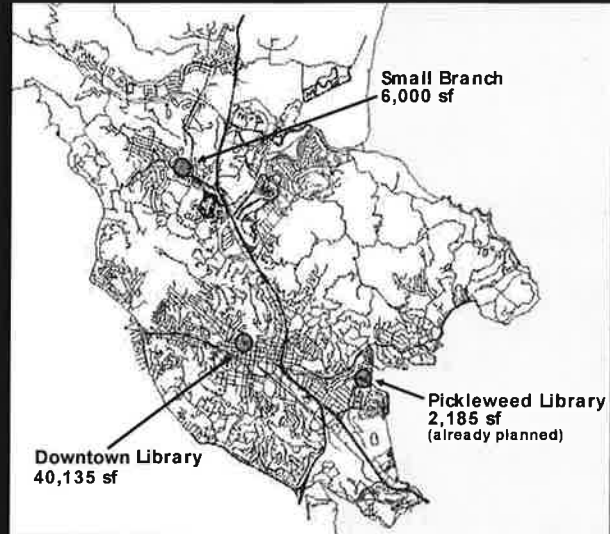 Small Branch
6,000 sf
Pickleweed Library
2,185 sf
(already planned)
Downtown Library
40,135 sf